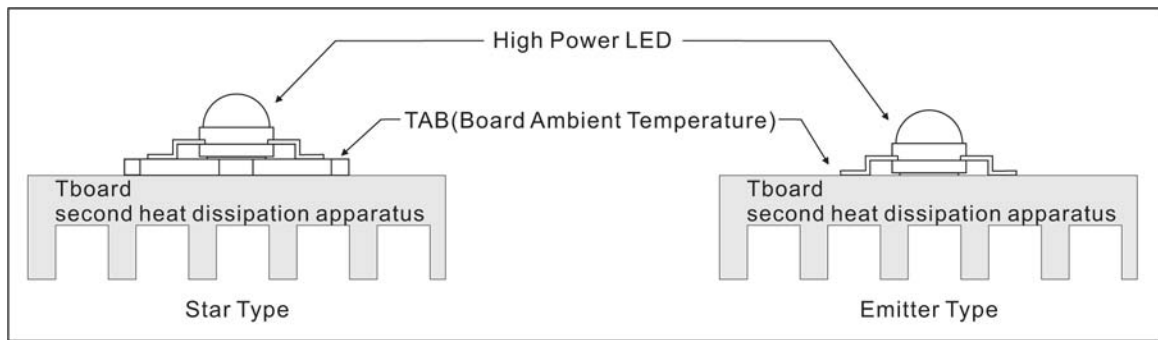 High Power LED
TAB(Board Ambient Temperature)
Tboard
second heat dissipation apparatus
Star Type
Tboard
second heat dissipation apparatus
Emitter Type